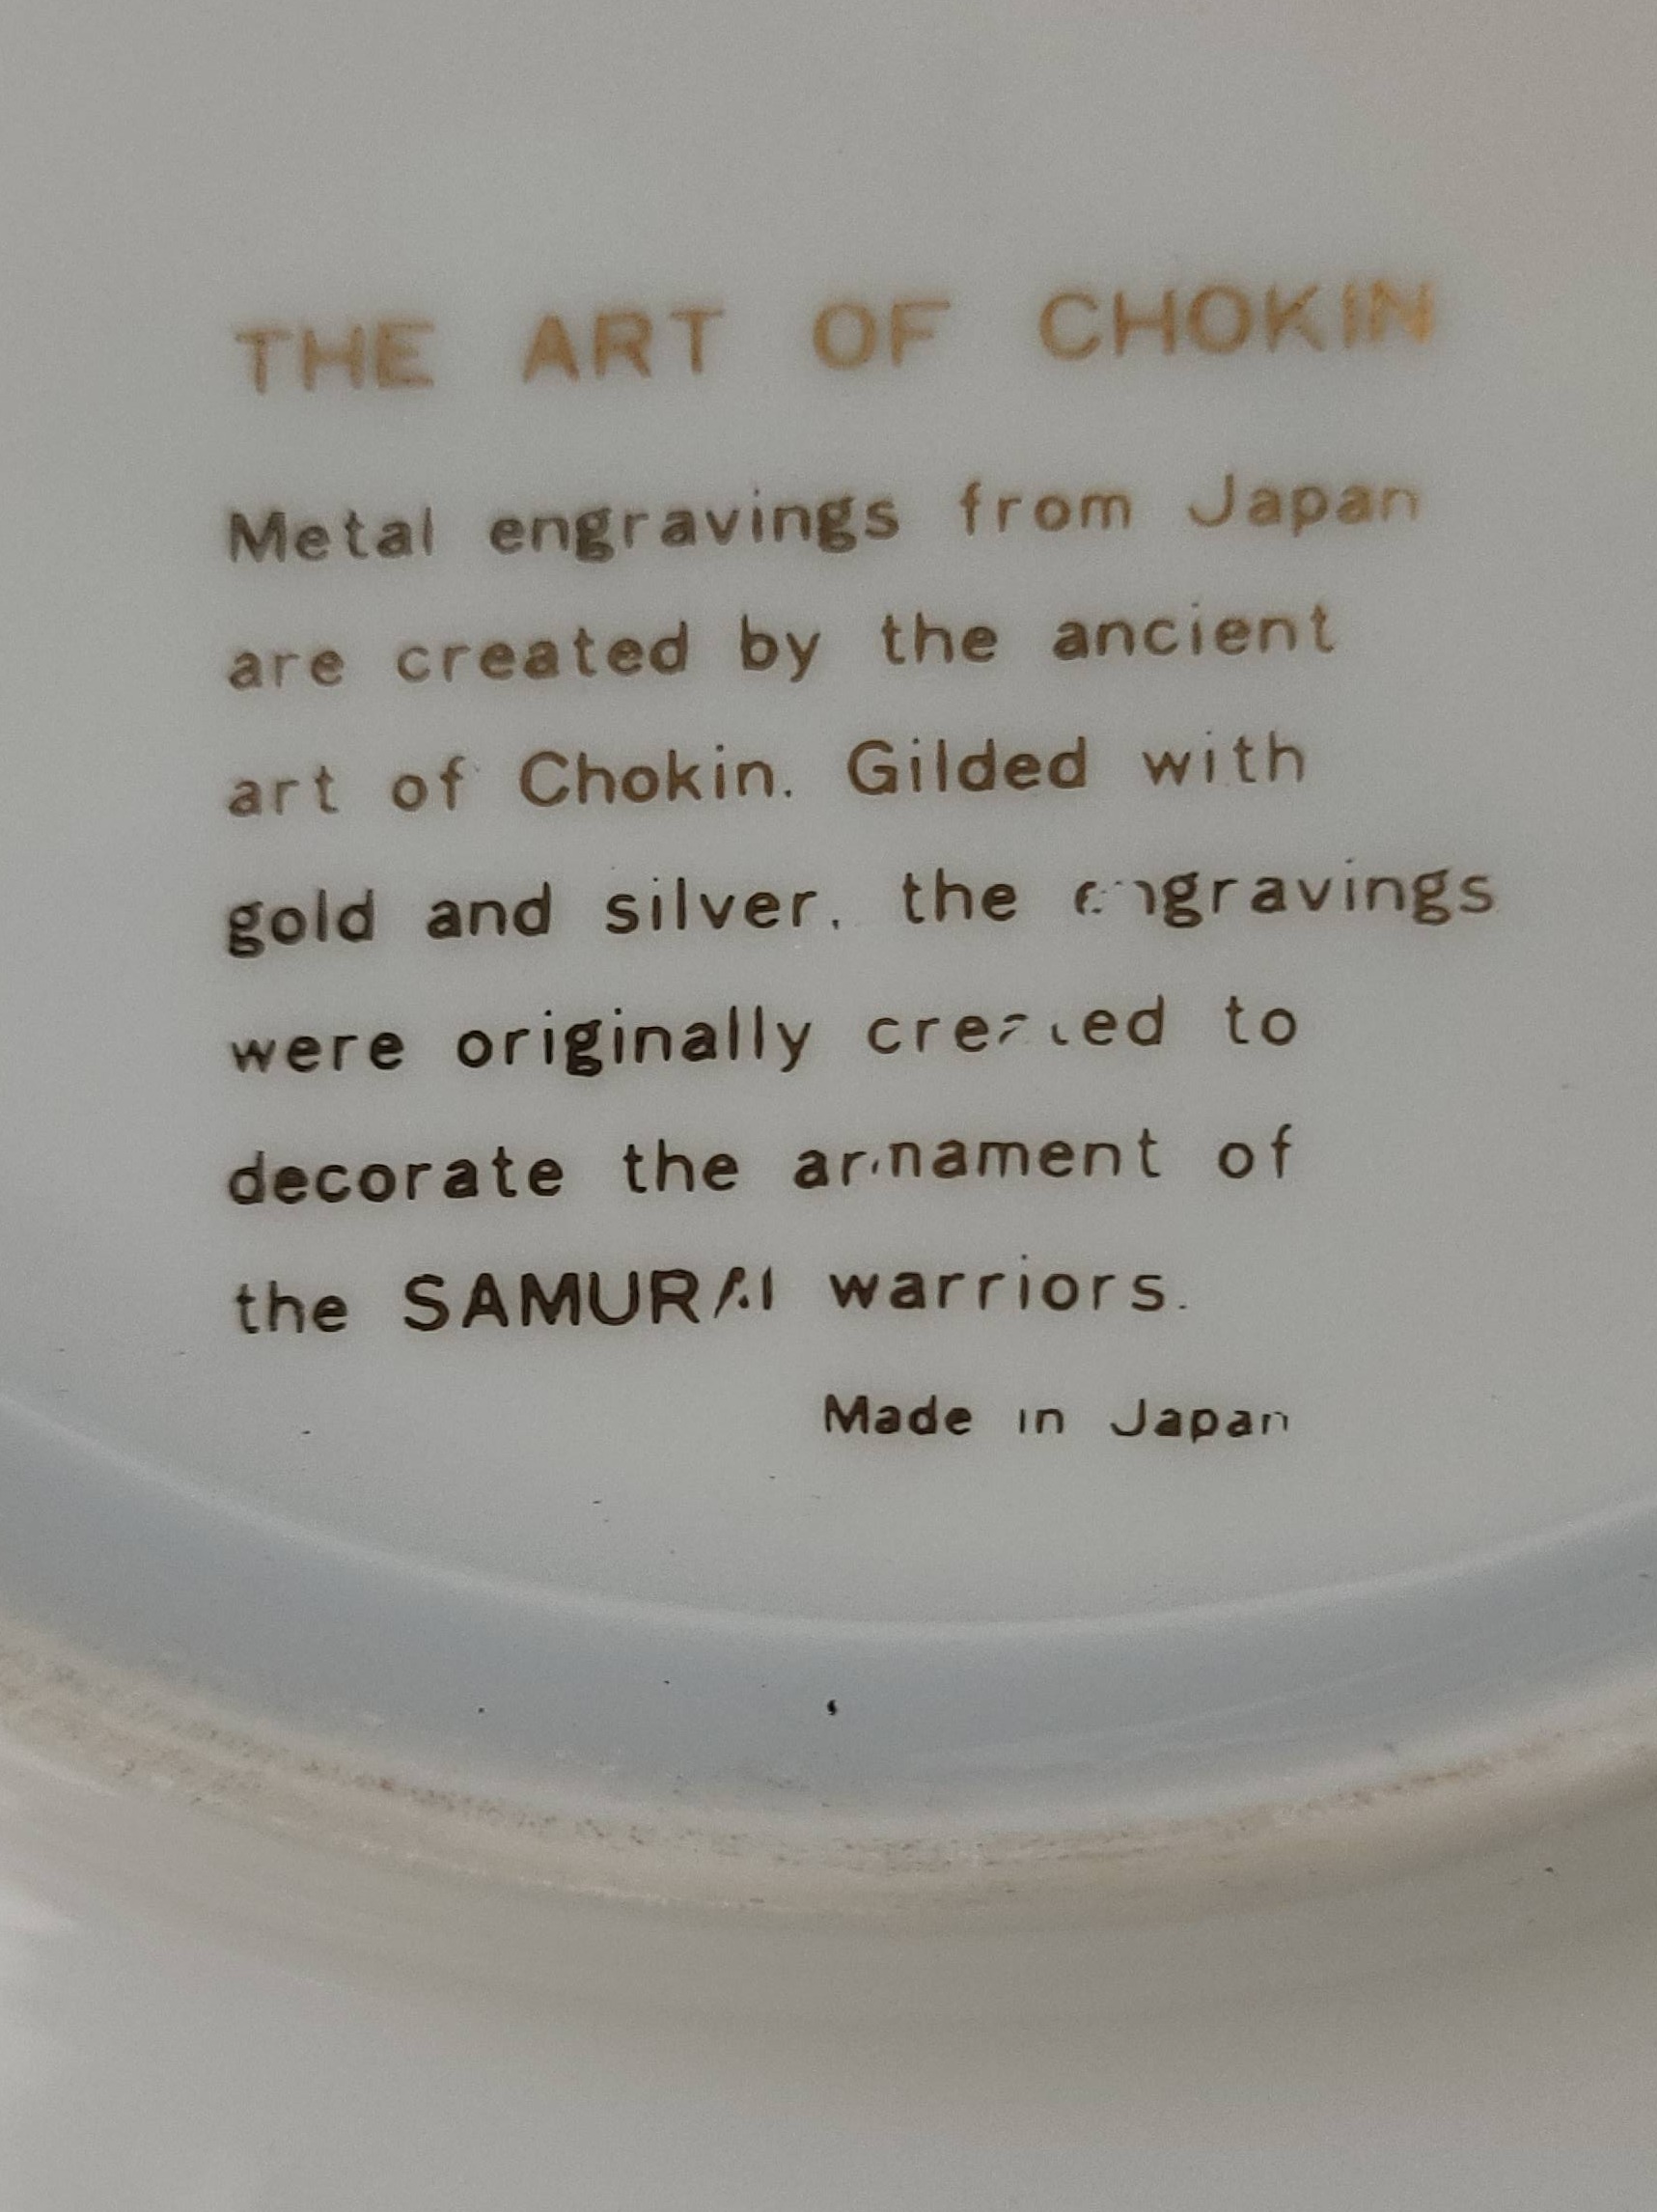 THE ART OF CHOKIN
Metal engravings from Japan
are created by the ancient
art of Chokin. Gilded with
gold and silver, the engravings
were originally created to
decorate the armament of
the SAMURAI warriors.
Made in Japan